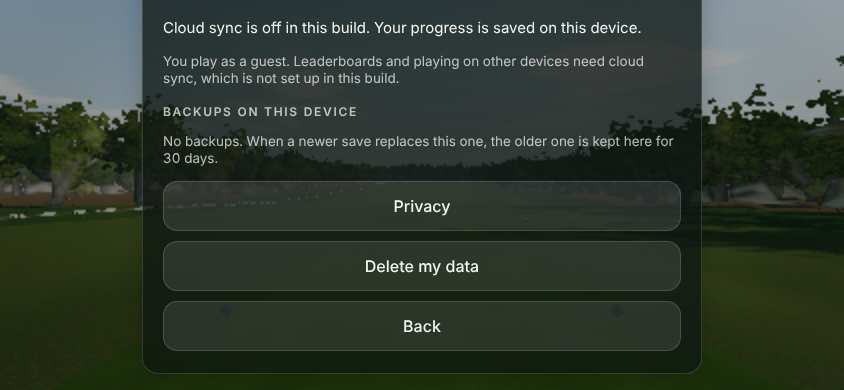 Cloud sync is off in this build. Your progress is saved on this device.
You play as a guest. Leaderboards and playing on other devices need cloud
sync, which is not set up in this build.
BACKUPS ON THIS DEVICE
No backups. When a newer save replaces this one, the older one is kept here for
30 days.
Privacy
Delete my data
Back